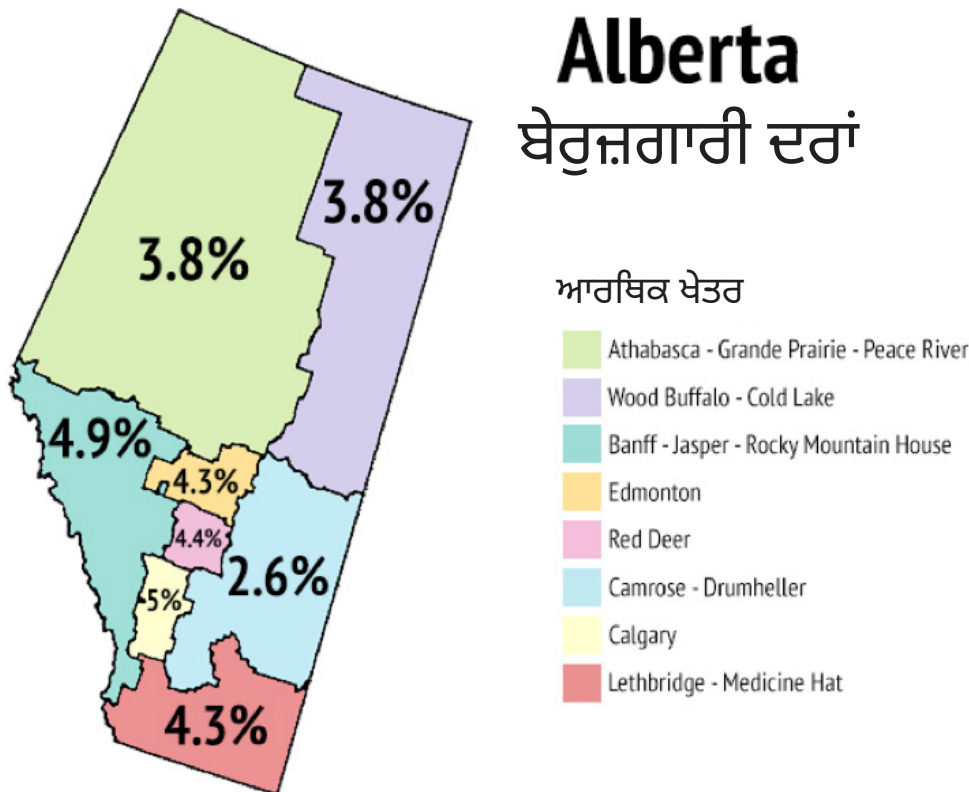 Alberta
ਬੇਰੁਜ਼ਗਾਰੀ ਦਰਾਂ
3.8%
3.8%
ਆਰਥਿਕ ਖੇਤਰ
Athabasca - Grande Prairie - Peace River
Wood Buffalo - Cold Lake
4.9%
Banff - Jasper - Rocky Mountain House
4.3%
Edmonton
4.4%
Red Deer
2.6%
Camrose - Drumheller
5%
Calgary
Lethbridge - Medicine Hat
4.3%